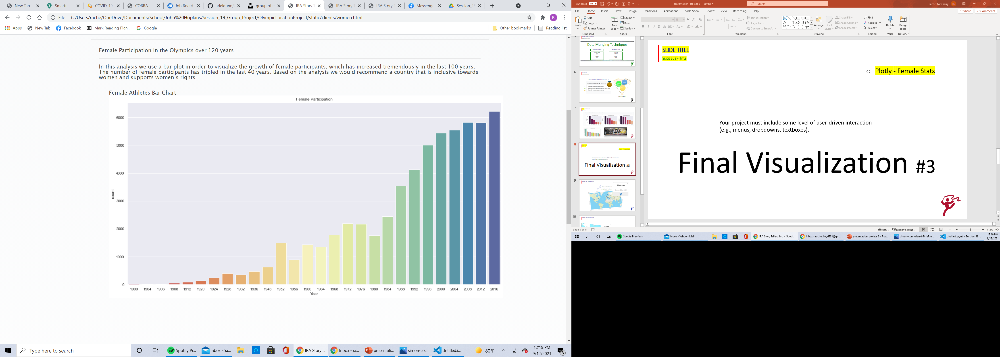 New Tab
Smartr
COVID-19
COBRA
Job Board
arieldunn/
group of m
IRA Story T
IRA Story T
IRA Story T
Messenge
Session_18
File | C:/Users/rache/OneDrive/Documents/School/John%20Hopkins/Session_19_Group_Project/OlympicLocationProject/static/clients/women.html
R
Apps
New Tab
Facebook
LH Mark Reading Plan...
Google
Other bookmarks
Reading list
Female Participation in the Olympics over 120 years
In this analysis we use a bar plot in order to visualize the growth of female participants, which has increased tremendously in the last 100 years.
The number of female participants has tripled in the last 40 years. Based on the analysis we would recommend a country that is inclusive towards
women and supports women's rights.
Female Athletes Bar Chart
Female Participation
6000
5000
4000
3000
2000
1000
0
count
1900 1904 1906 1908 1912 1920 1924 1928 1932 1936 1948 1952 1956 1960 1964 1968 1972 1976 1980 1984 1988 1992 1996 2000 2004 2008 2012 2016
Year
Type here to search
Spotify Pr...
Inbox - Ya...
IRA Story ...
Inbox - ra...
presentati...
simon-co...
Untitled.i...
80°F
12:19 PM
9/12/2021
3
AutoSave On
presentation_project_3 - Saved
Search
Rachel Newberry RN
File Home Insert Draw Design Transitions Animations Slide Show Review View Recording Help
Share
Comments
Paste
Cut
Copy
Format Painter
Clipboard
New
Slide
Layout
Reset
Section
Slides
18
Font
Text Direction
Align Text
Convert to SmartArt
Paragraph
Arrange
Quick
Styles
Shape Fill
Shape Outline
Shape Effects
Drawing
Find
Replace
Select
Editing
Dictate
Voice
Design
Ideas
Designer
Data Munging Techniques
6
Interactive User Experience
Dashboard
7
8
Final Visualization #3
9
Moscow
10
Japan
SLIDE TITLE
SLIDE SUB - TITLE
Plotly - Female Stats
Your project must include some level of user-driven interaction
(e.g., menus, dropdowns, textboxes).
Final Visualization #3
Slide 8 of 11
Notes
Display Settings
112%
Spotify Premium
Inbox - Yahoo - Mail
IRA Story Tellers, Inc. - Googl...
Inbox - rachel.lloyd333@gm...
presentation_project_3 - Pow...
simon-connellan-b5h1zRm...
Untitled.ipynb - Session_19_...
12:19 PM
9/12/2021